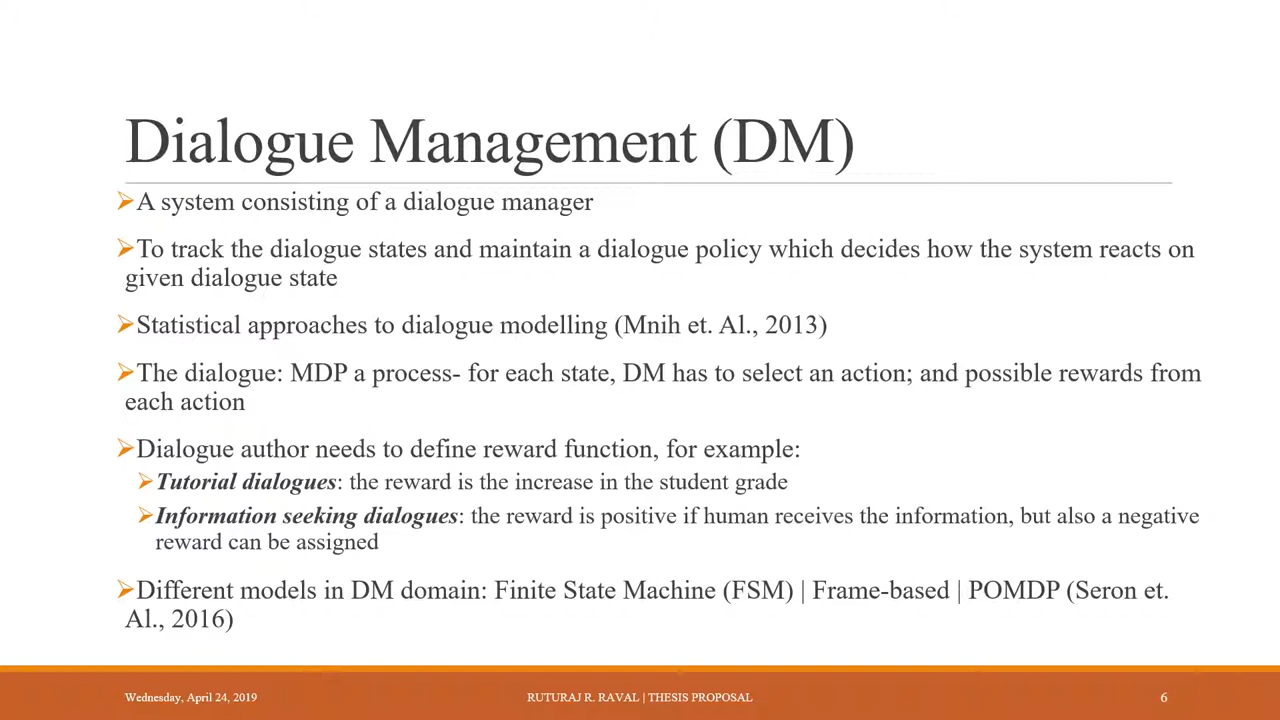 Dialogue Management (DM)
A system consisting of a dialogue manager
To track the dialogue states and maintain a dialogue policy which decides how the system reacts on
given dialogue state
Statistical approaches to dialogue modelling (Mnih et. Al., 2013)
The dialogue: MDP a process- for each state, DM has to select an action; and possible rewards from
each action
Dialogue author needs to define reward function, for example:
Tutorial dialogues: the reward is the increase in the student grade
Information seeking dialogues: the reward is positive if human receives the information, but also a negative
reward can be assigned
Different models in DM domain: Finite State Machine (FSM) | Frame-based | POMDP (Seron et.
Al., 2016)
Wednesday, April 24, 2019
RUTURAJ R. RAVAL | THESIS PROPOSAL
6